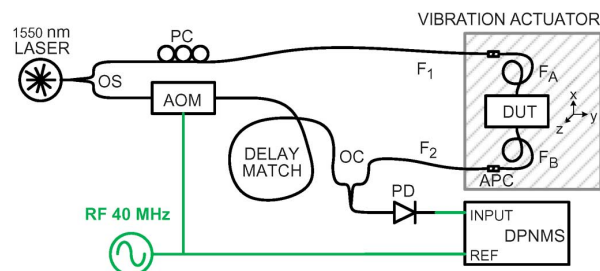 VIBRATION ACTUATOR
1550 nm
LASER
PC
OS
F1
FA
AOM
DUT
x
y
z
DELAY
MATCH
OC
F2
FB
APC
PD
RF 40 MHz
INPUT
DPNMS
REF